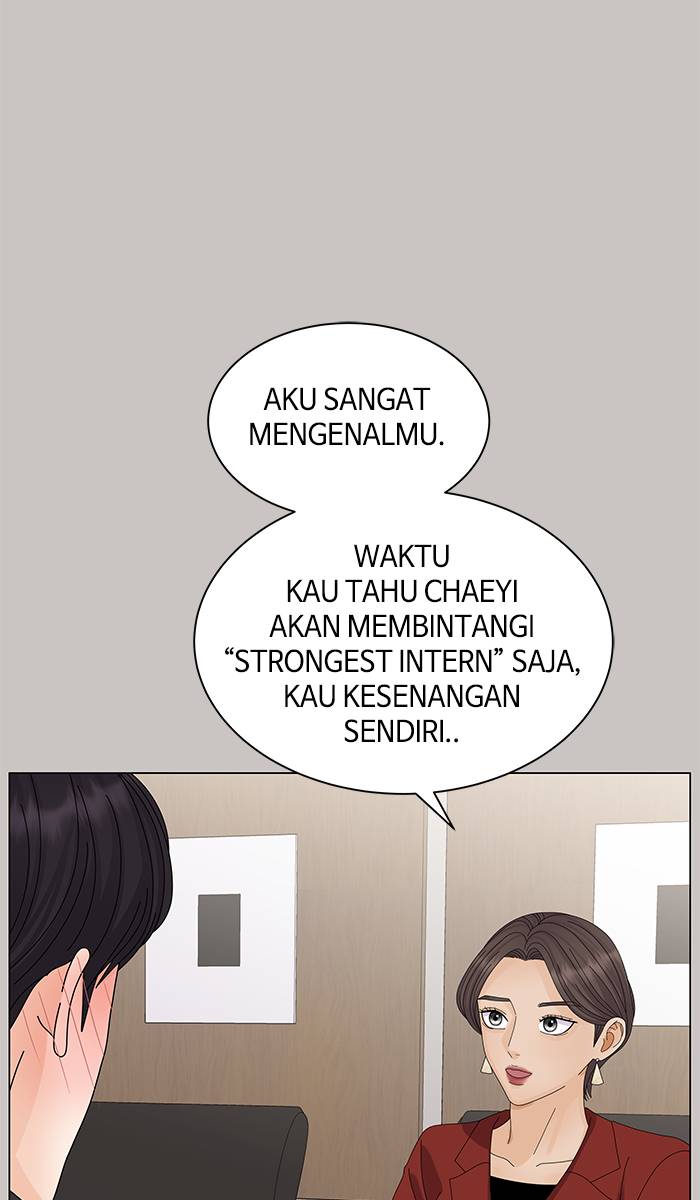 AKU SANGAT
MENGENALMU.
WAKTU
KAU TAHU CHAEYI
AKAN MEMBINTANGI
“STRONGEST INTERN” SAJA,
KAU KESENANGAN
SENDIRI..